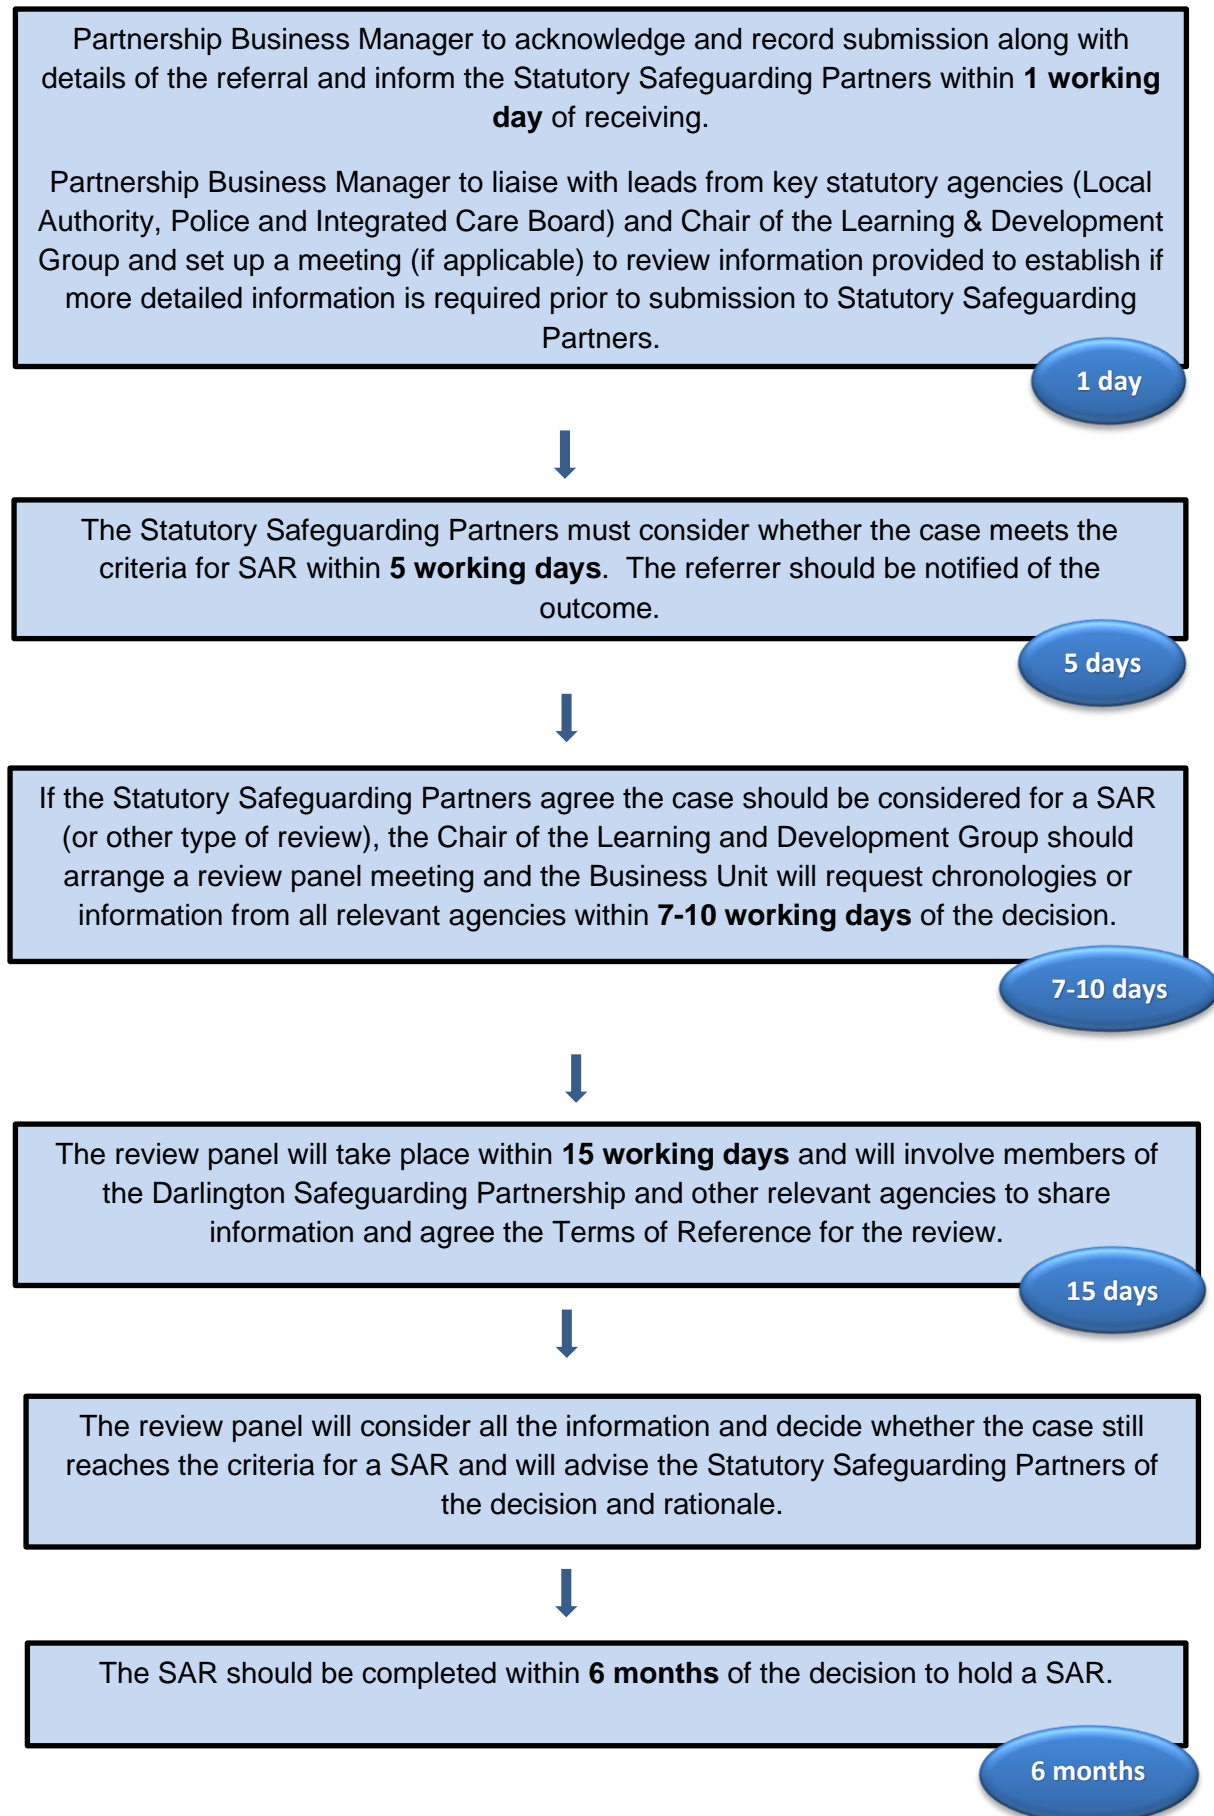 Partnership Business Manager to acknowledge and record submission along with
details of the referral and inform the Statutory Safeguarding Partners within 1 working
day of receiving.
Partnership Business Manager to liaise with leads from key statutory agencies (Local
Authority, Police and Integrated Care Board) and Chair of the Learning & Development
Group and set up a meeting (if applicable) to review information provided to establish if
more detailed information is required prior to submission to Statutory Safeguarding
Partners.
1 day
The Statutory Safeguarding Partners must consider whether the case meets the
criteria for SAR within 5 working days.  The referrer should be notified of the
outcome.
5 days
If the Statutory Safeguarding Partners agree the case should be considered for a SAR
(or other type of review), the Chair of the Learning and Development Group should
arrange a review panel meeting and the Business Unit will request chronologies or
information from all relevant agencies within 7-10 working days of the decision.
7-10 days
The review panel will take place within 15 working days and will involve members of
the Darlington Safeguarding Partnership and other relevant agencies to share
information and agree the Terms of Reference for the review.
15 days
The review panel will consider all the information and decide whether the case still
reaches the criteria for a SAR and will advise the Statutory Safeguarding Partners of
the decision and rationale.
The SAR should be completed within 6 months of the decision to hold a SAR.
6 months